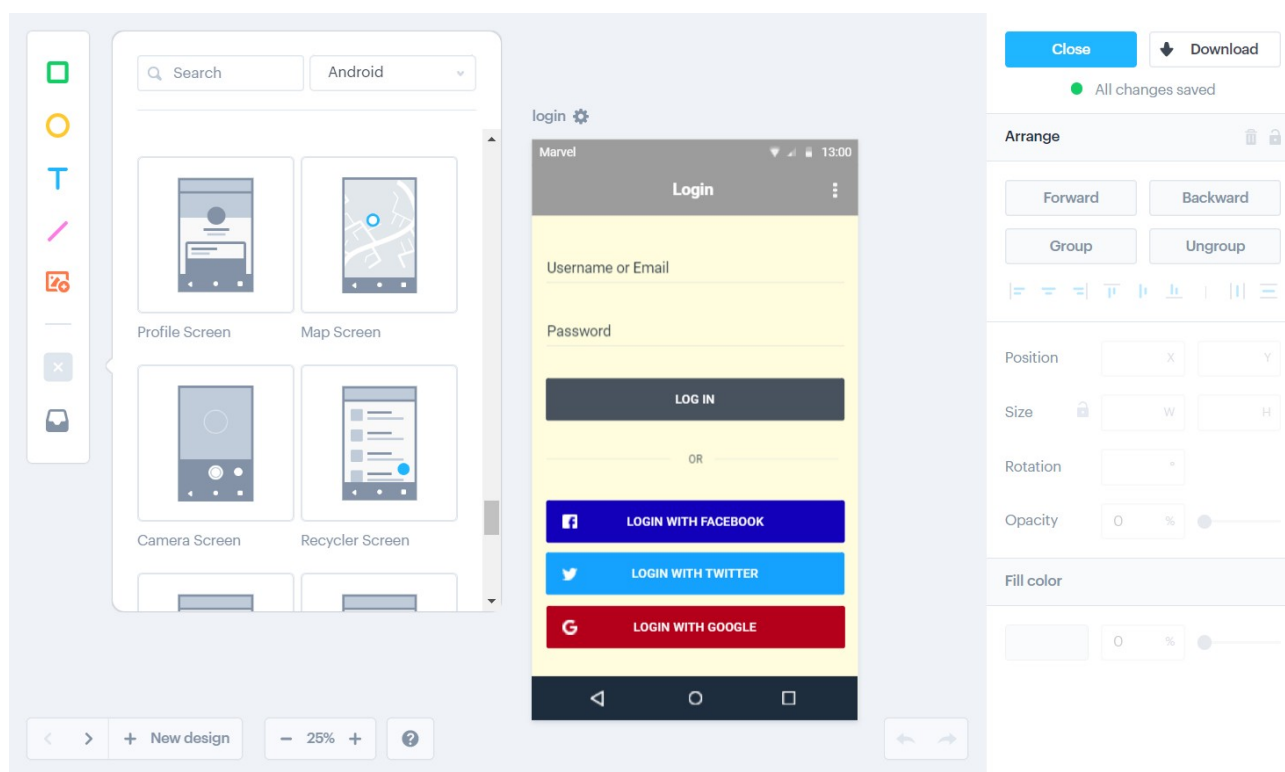 Search
Android
Profile Screen
Map Screen
Camera Screen
Recycler Screen
New design
25%
login
Marvel
13:00
Login
Username or Email
Password
LOG IN
OR
LOGIN WITH FACEBOOK
LOGIN WITH TWITTER
G LOGIN WITH GOOGLE
Close
Download
All changes saved
Arrange
Forward
Backward
Group
Ungroup
Position X Y
Size W H
Rotation °
Opacity 0 %
Fill color
0 %